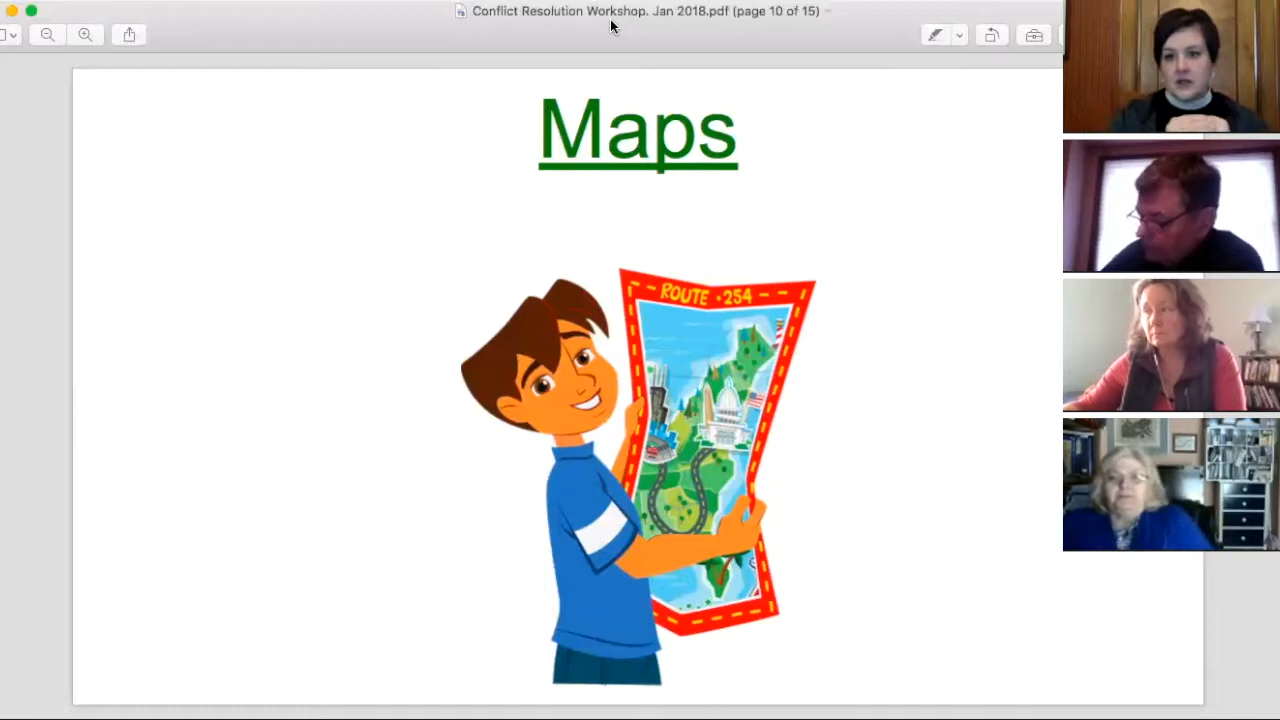 Conflict Resolution Workshop. Jan 2018.pdf (page 10 of 15)
Maps
ROUTE • 254